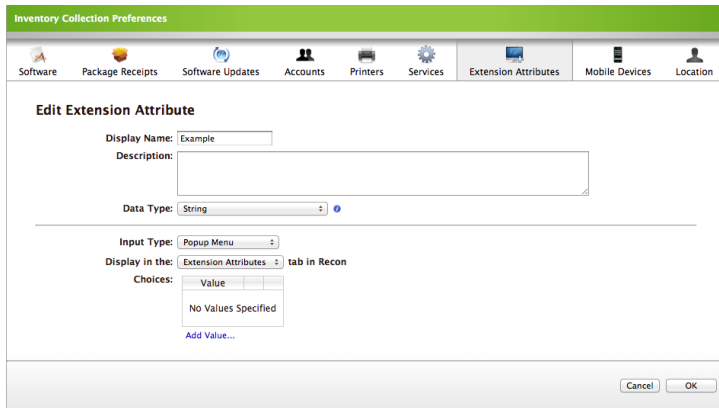 Inventory Collection Preferences
Software Package Receipts Software Updates Accounts Printers Services Extension Attributes Mobile Devices Location
Edit Extension Attribute
Display Name: Example
Description:
Data Type: String
Input Type: Popup Menu
Display in the: Extension Attributes tab in Recon
Choices: Value
No Values Specified
Add Value...
Cancel OK